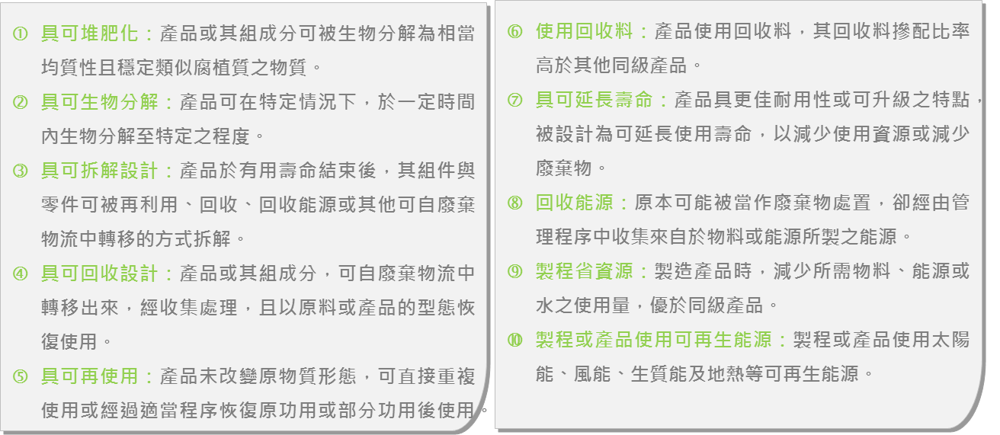 ① 具可堆肥化：產品或其組成分可被生物分解為相當
均質性且穩定類似腐植質之物質。
② 具可生物分解：產品可在特定情況下，於一定時間
內生物分解至特定之程度。
③ 具可拆解設計：產品於有用壽命結束後，其組件與
零件可被再利用、回收、回收能源或其他可自廢棄
物流中轉移的方式拆解。
④ 具可回收設計：產品或其組成分，可自廢棄物流中
轉移出來，經收集處理，且以原料或產品的型態恢
復使用。
⑤ 具可再使用：產品未改變原物質形態，可直接重複
使用或經過適當程序恢復原功用或部分功用後使用。
⑥ 使用回收料：產品使用回收料，其回收料摻配比率
高於其他同級產品。
⑦ 具可延長壽命：產品具更佳耐用性或可升級之特點，
被設計為可延長使用壽命，以減少使用資源或減少
廢棄物。
⑧ 回收能源：原本可能被當作廢棄物處置，卻經由管
理程序中收集來自於物料或能源所製之能源。
⑨ 製程省資源：製造產品時，減少所需物料、能源或
水之使用量，優於同級產品。
⑩ 製程或產品使用可再生能源：製程或產品使用太陽
能、風能、生質能及地熱等可再生能源。